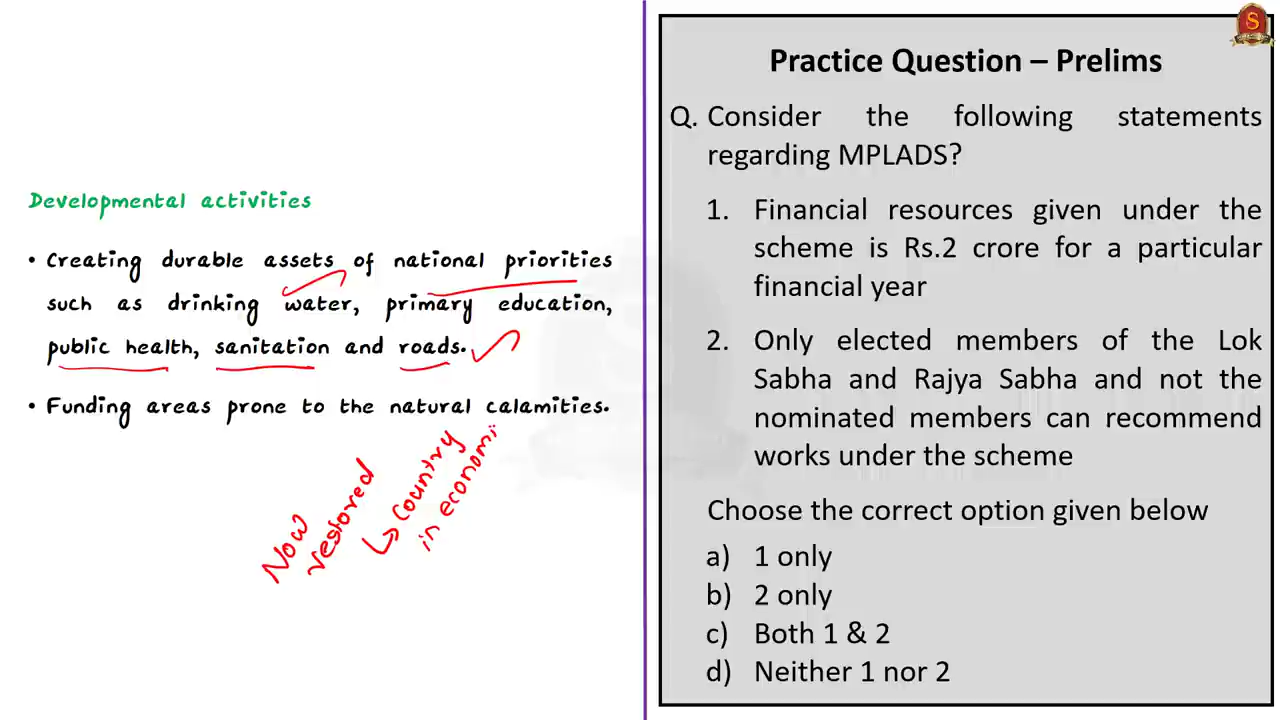 Developmental activities
• Creating durable assets of national priorities
such as drinking water, primary education,
public health, sanitation and roads.
• Funding areas prone to the natural calamities.
Now
restored
↳ country
in economi
S
Practice Question – Prelims
Q. Consider the following statements
regarding MPLADS?
1. Financial resources given under the
scheme is Rs.2 crore for a particular
financial year
2. Only elected members of the Lok
Sabha and Rajya Sabha and not the
nominated members can recommend
works under the scheme
Choose the correct option given below
a) 1 only
b) 2 only
c) Both 1 & 2
d) Neither 1 nor 2